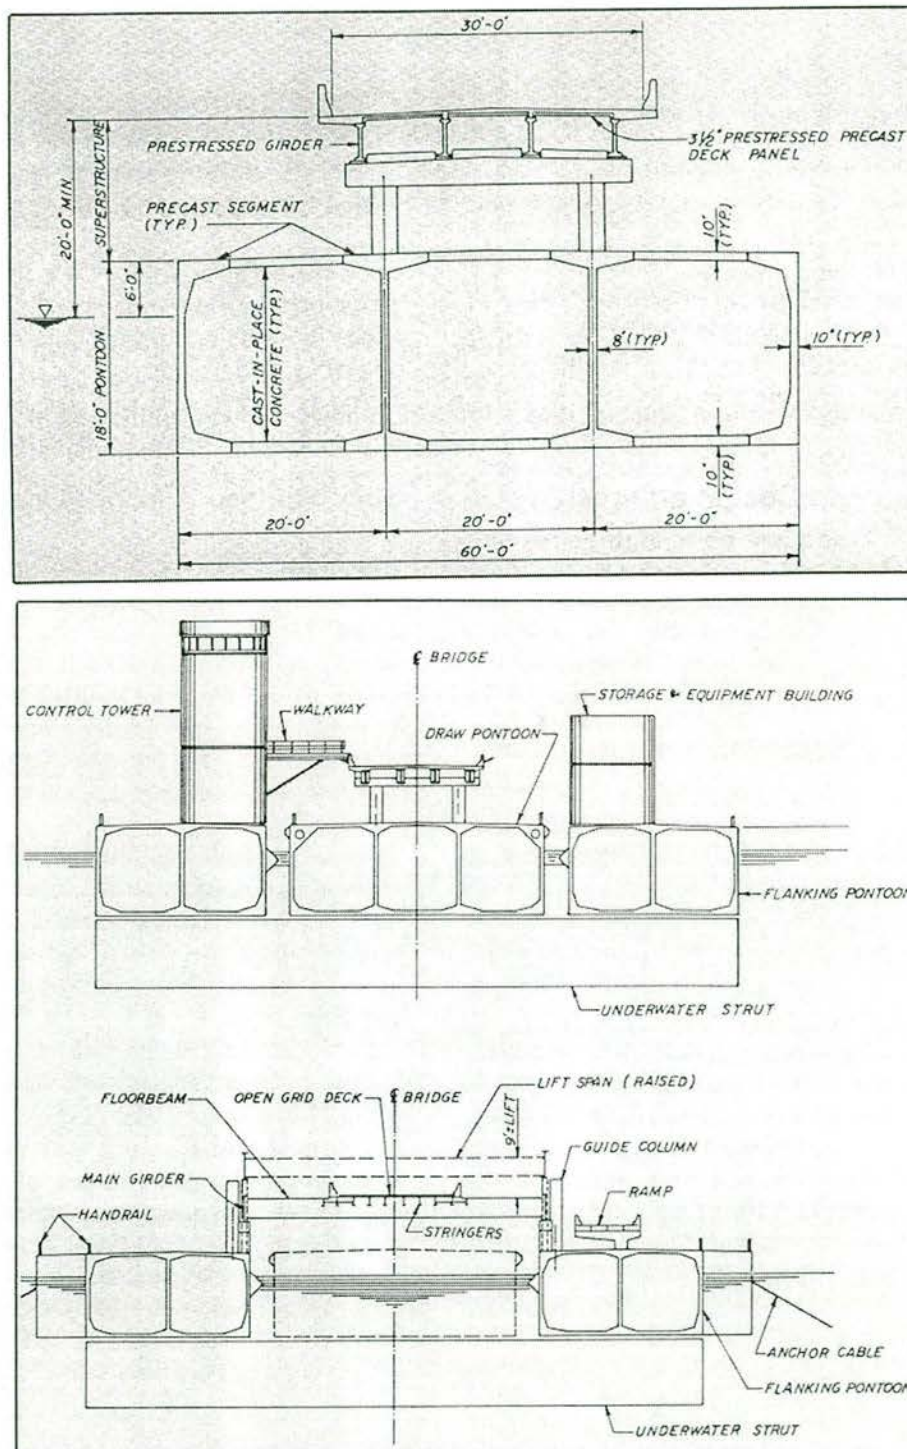 30'-0"
PRESTRESSED GIRDER
3½" PRESTRESSED PRECAST
DECK PANEL
20'-0" MIN
SUPERSTRUCTURE
PRECAST SEGMENT
(TYP.)
10"
(TYP.)
6'-0"
18'-0" PONTOON
CAST-IN-PLACE
CONCRETE (TYP.)
8" (TYP.)
10" (TYP.)
10"
(TYP.)
20'-0"
20'-0"
20'-0"
60'-0"
℄ BRIDGE
STORAGE & EQUIPMENT BUILDING
CONTROL TOWER
WALKWAY
DRAW PONTOON
FLANKING PONTOON
UNDERWATER STRUT
LIFT SPAN (RAISED)
FLOORBEAM
OPEN GRID DECK
℄ BRIDGE
9'± LIFT
GUIDE COLUMN
MAIN GIRDER
RAMP
HANDRAIL
STRINGERS
ANCHOR CABLE
FLANKING PONTOON
UNDERWATER STRUT